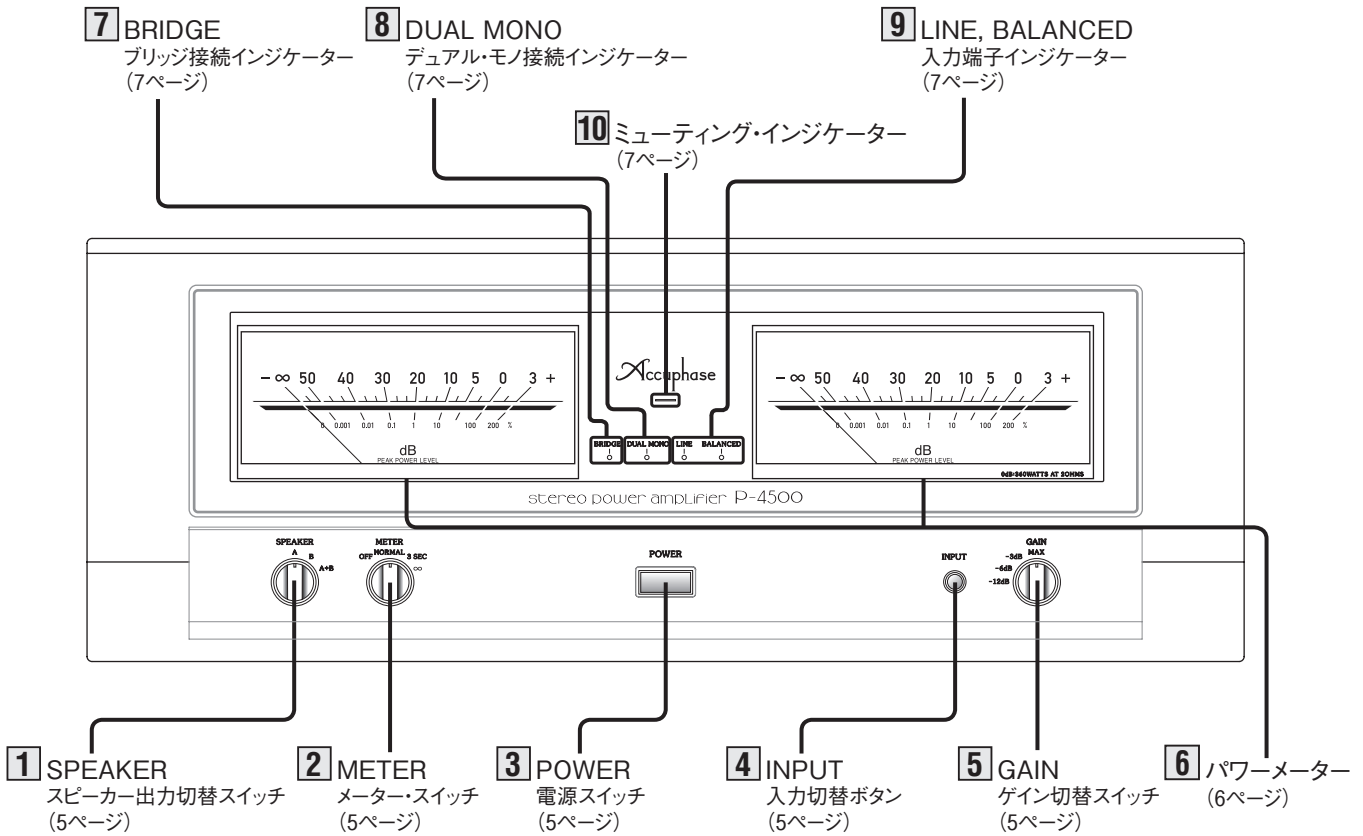 7 BRIDGE
ブリッジ接続インジケーター
(7ページ)
8 DUAL MONO
デュアル・モノ接続インジケーター
(7ページ)
9 LINE, BALANCED
入力端子インジケーター
(7ページ)
10 ミューティング・インジケーター
(7ページ)
Accuphase
- ∞ 50 40 30 20 10 5 0 3 +
0 0.001 0.01 0.1 1 10 100 200 %
dB
PEAK POWER LEVEL
BRIDGE DUAL MONO LINE BALANCED
- ∞ 50 40 30 20 10 5 0 3 +
0 0.001 0.01 0.1 1 10 100 200 %
dB
PEAK POWER LEVEL
0dB=360WATTS AT 2OHMS
stereo power amplifier P-4500
SPEAKER
A B
A+B
METER
OFF NORMAL 3 SEC
∞
POWER
INPUT
GAIN
-3dB MAX
-6dB
-12dB
1 SPEAKER
スピーカー出力切替スイッチ
(5ページ)
2 METER
メーター・スイッチ
(5ページ)
3 POWER
電源スイッチ
(5ページ)
4 INPUT
入力切替ボタン
(5ページ)
5 GAIN
ゲイン切替スイッチ
(5ページ)
6 パワーメーター
(6ページ)